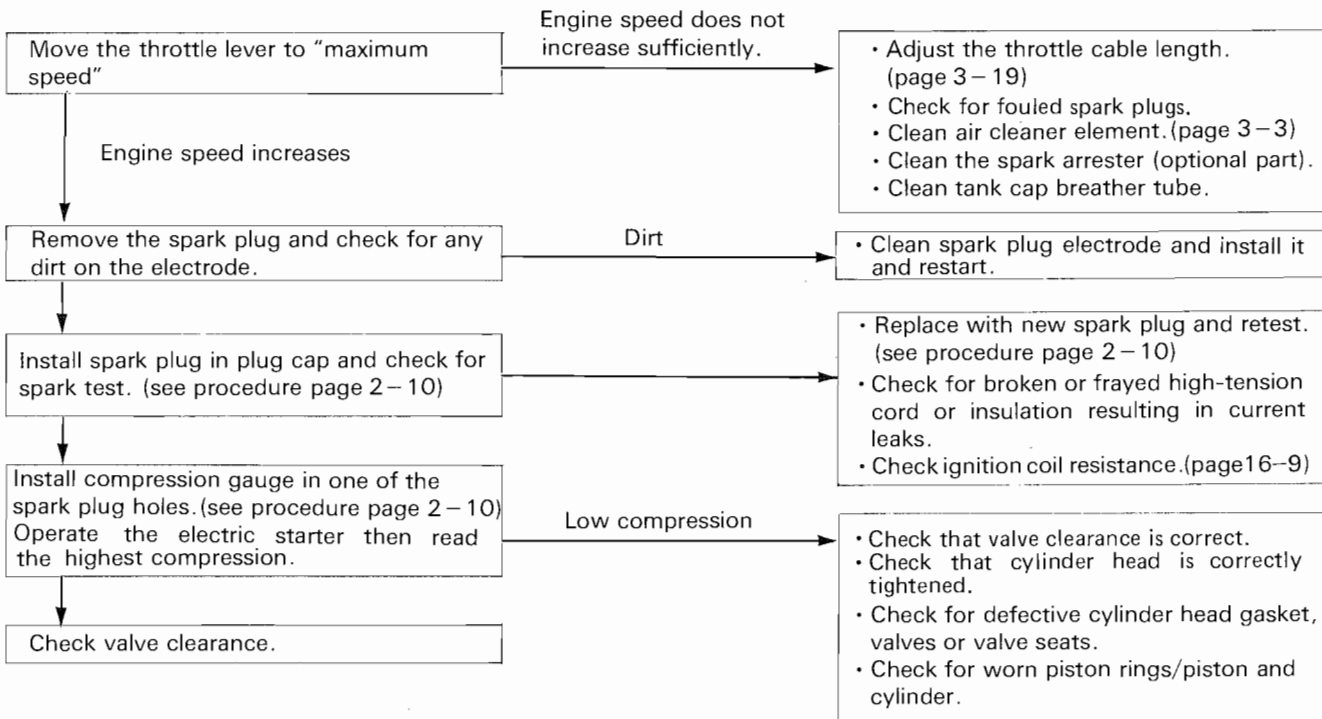 Move the throttle lever to “maximum
speed”
Engine speed does not
increase sufficiently.
· Adjust the throttle cable length.
(page 3–19)
· Check for fouled spark plugs.
· Clean air cleaner element.(page 3–3)
· Clean the spark arrester (optional part).
· Clean tank cap breather tube.
Engine speed increases
Remove the spark plug and check for any
dirt on the electrode.
Dirt
· Clean spark plug electrode and install it
and restart.
Install spark plug in plug cap and check for
spark test. (see procedure page 2–10)
· Replace with new spark plug and retest.
(see procedure page 2–10)
· Check for broken or frayed high-tension
cord or insulation resulting in current
leaks.
· Check ignition coil resistance.(page16–9)
Install compression gauge in one of the
spark plug holes.(see procedure page 2–10)
Operate the electric starter then read
the highest compression.
Low compression
· Check that valve clearance is correct.
· Check that cylinder head is correctly
tightened.
· Check for defective cylinder head gasket,
valves or valve seats.
· Check for worn piston rings/piston and
cylinder.
Check valve clearance.